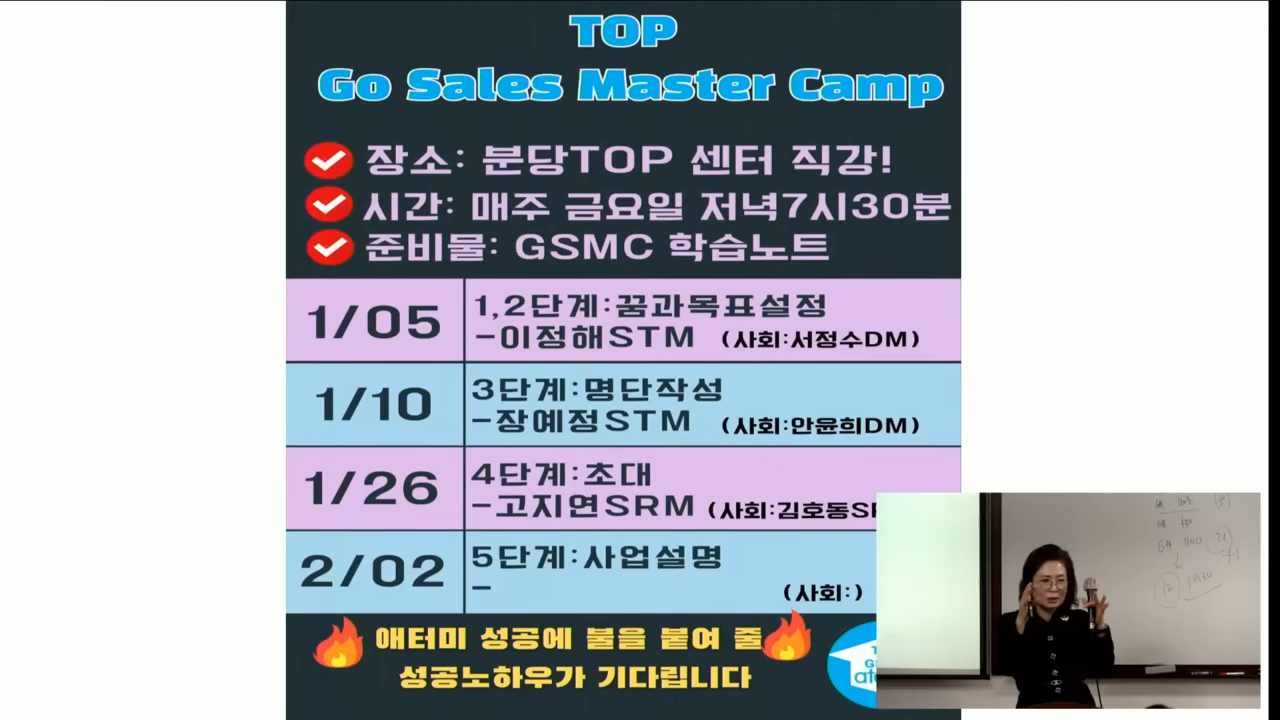 TOP
Go Sales Master Camp
장소: 분당TOP 센터 직강!
시간: 매주 금요일 저녁7시30분
준비물: GSMC 학습노트
1/05
1,2단계:꿈과목표설정
-이정해STM (사회:서정수DM)
1/10
3단계:명단작성
-장예정STM (사회:안윤희DM)
1/26
4단계:초대
-고지연SRM (사회:김호동
2/02
5단계:사업설명
-
(사회:)
애터미 성공에 불을 붙여 줄
성공노하우가 기다립니다